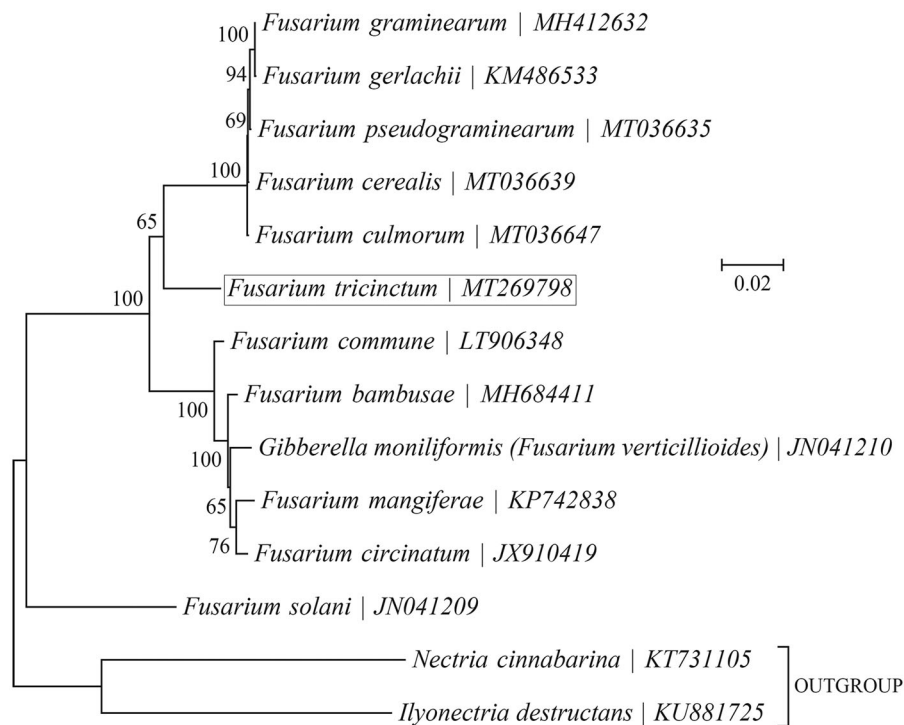 100
Fusarium graminearum | MH412632
94
Fusarium gerlachii | KM486533
69
Fusarium pseudograminearum | MT036635
100
Fusarium cerealis | MT036639
65
Fusarium culmorum | MT036647
0.02
100
Fusarium tricinctum | MT269798
Fusarium commune | LT906348
100
Fusarium bambusae | MH684411
100
Gibberella moniliformis (Fusarium verticillioides) | JN041210
65
Fusarium mangiferae | KP742838
76
Fusarium circinatum | JX910419
Fusarium solani | JN041209
Nectria cinnabarina | KT731105
OUTGROUP
Ilyonectria destructans | KU881725